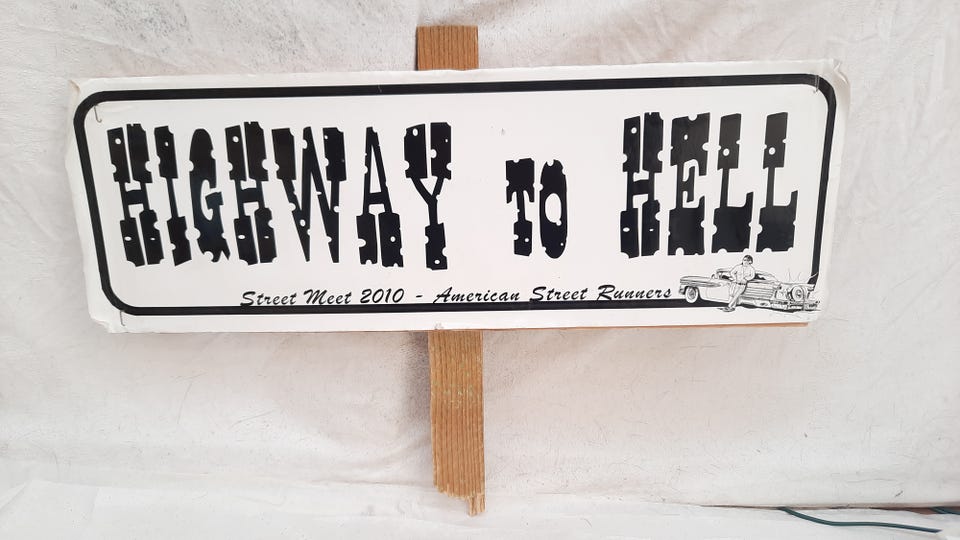 HIGHWAY TO HELL
Street Meet 2010 - American Street Runners